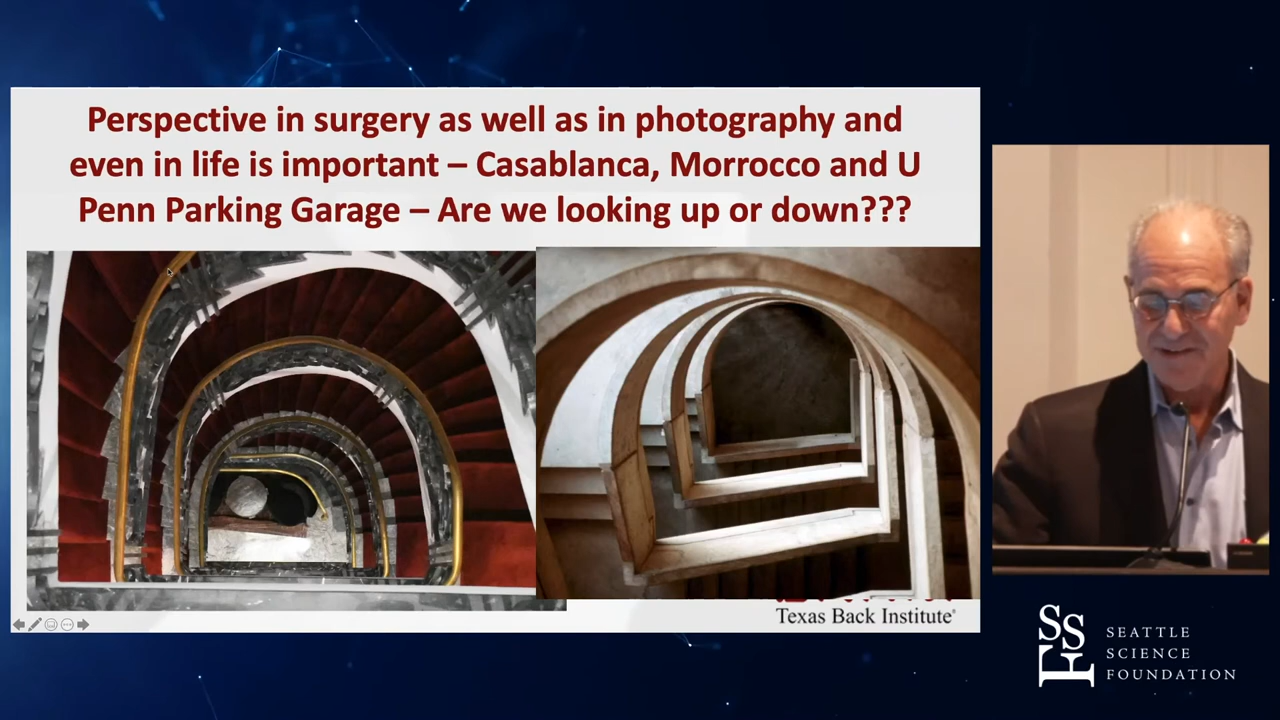 Perspective in surgery as well as in photography and
even in life is important – Casablanca, Morrocco and U
Penn Parking Garage – Are we looking up or down???
Texas Back Institute®
SSF
SEATTLE
SCIENCE
FOUNDATION